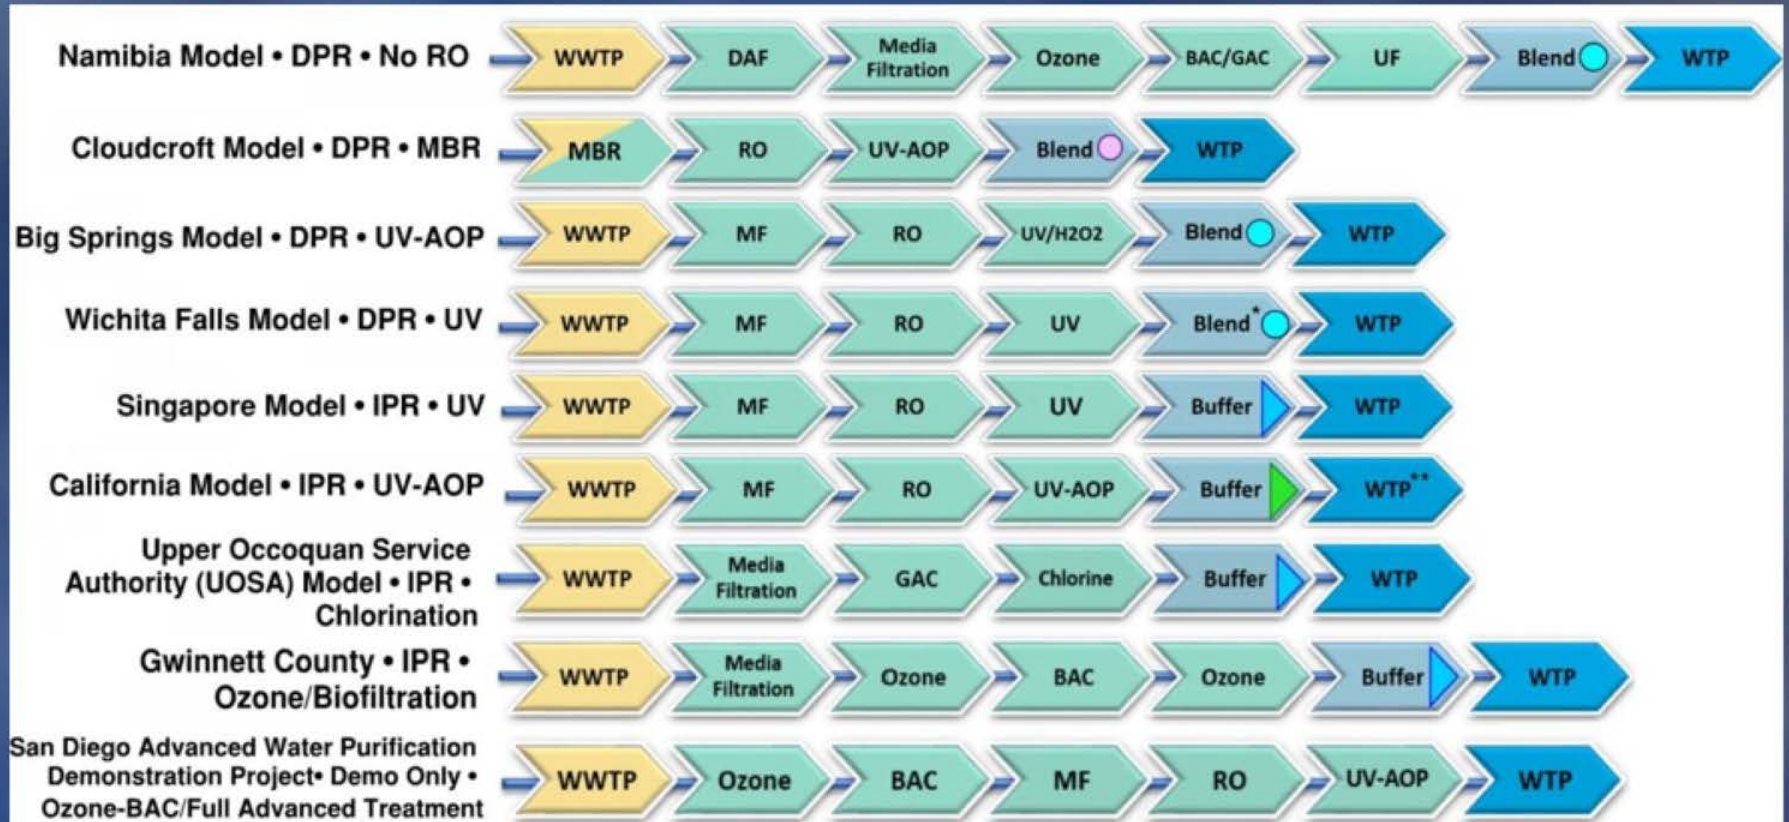 Namibia Model • DPR • No RO
WWTP
DAF
Media
Filtration
Ozone
BAC/GAC
UF
Blend
WTP
Cloudcroft Model • DPR • MBR
MBR
RO
UV-AOP
Blend
WTP
Big Springs Model • DPR • UV-AOP
WWTP
MF
RO
UV/H2O2
Blend
WTP
Wichita Falls Model • DPR • UV
WWTP
MF
RO
UV
Blend*
WTP
Singapore Model • IPR • UV
WWTP
MF
RO
UV
Buffer
WTP
California Model • IPR • UV-AOP
WWTP
MF
RO
UV-AOP
Buffer
WTP**
Upper Occoquan Service
Authority (UOSA) Model • IPR •
Chlorination
WWTP
Media
Filtration
GAC
Chlorine
Buffer
WTP
Gwinnett County • IPR •
Ozone/Biofiltration
WWTP
Media
Filtration
Ozone
BAC
Ozone
Buffer
WTP
San Diego Advanced Water Purification
Demonstration Project• Demo Only •
Ozone-BAC/Full Advanced Treatment
WWTP
Ozone
BAC
MF
RO
UV-AOP
WTP